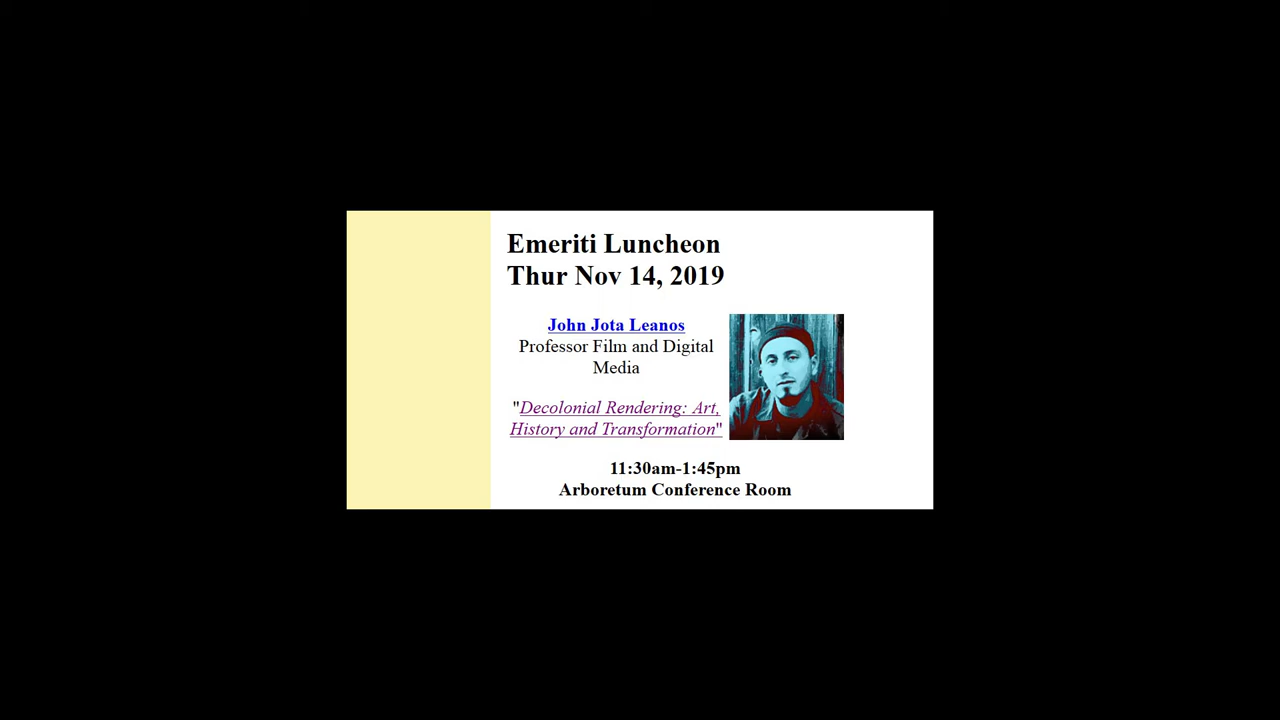 Emeriti Luncheon
Thur Nov 14, 2019
John Jota Leanos
Professor Film and Digital
Media
"Decolonial Rendering: Art,
History and Transformation"
11:30am-1:45pm
Arboretum Conference Room